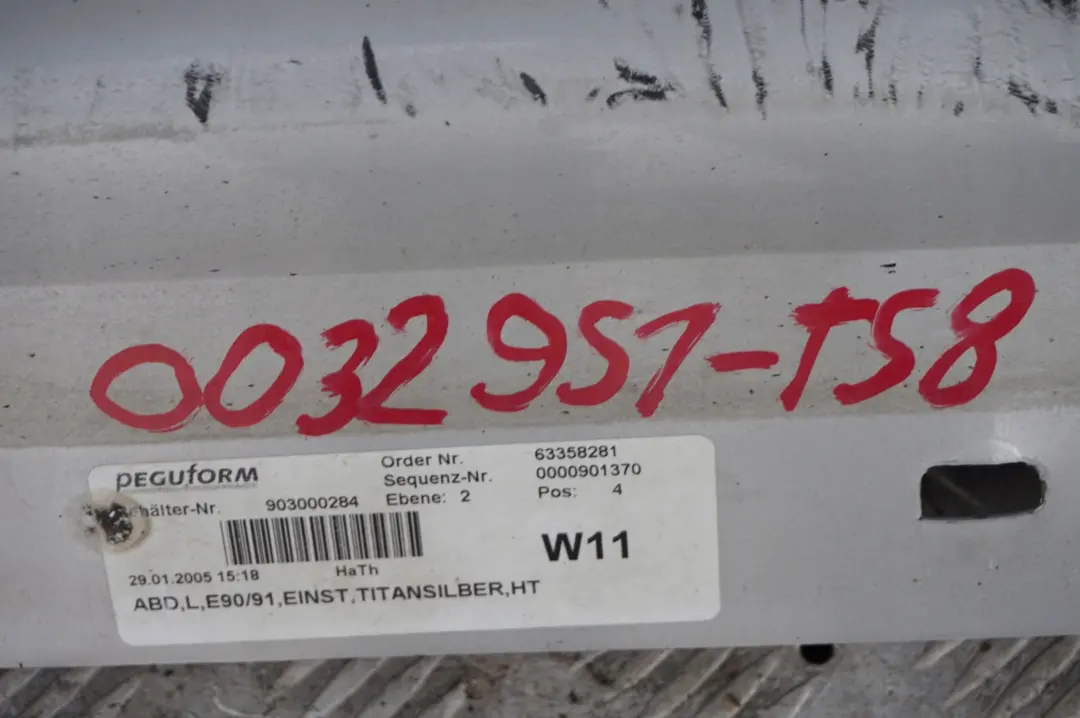 0032951-T58
PEGUFORM
Order Nr. 63358281
Sequenz-Nr. 0000901370
hälter-Nr. 903000284 Ebene: 2 Pos: 4
W11
29.01.2005 15:18 HaTh
ABD,L,E90/91,EINST,TITANSILBER,HT